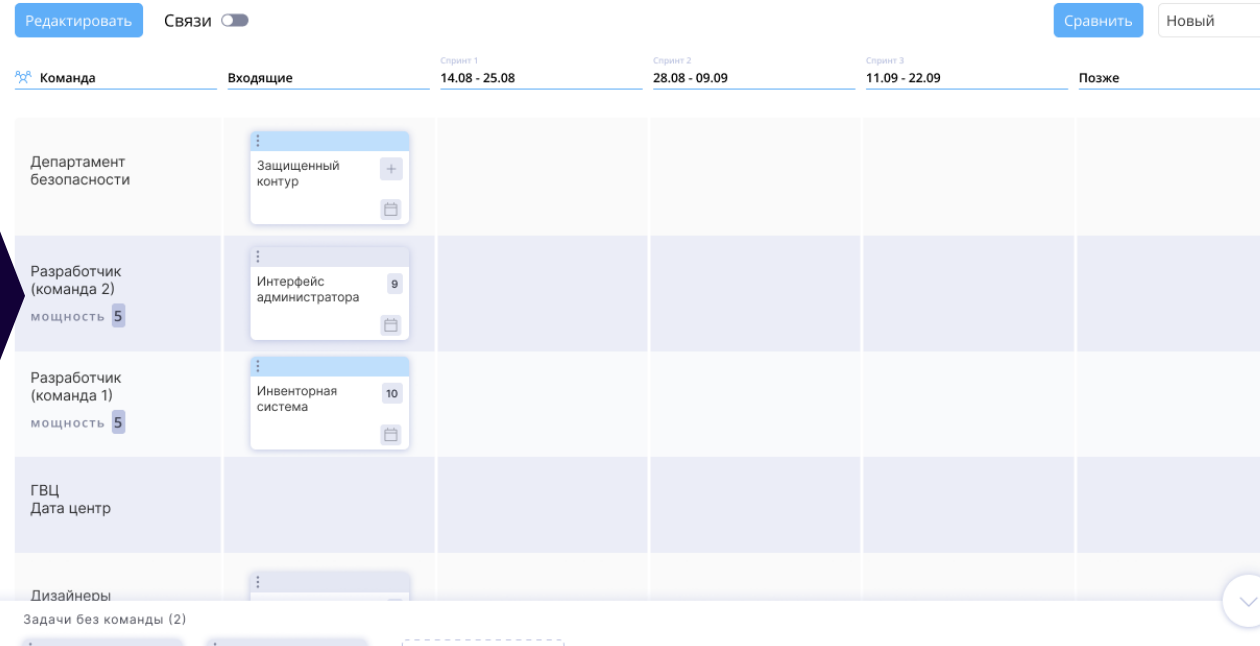 Редактировать
Связи
Сравнить
Новый
Команда
Входящие
Спринт 1
14.08 - 25.08
Спринт 2
28.08 - 09.09
Спринт 3
11.09 - 22.09
Позже
Департамент
безопасности
Защищенный
контур
Разработчик
(команда 2)
мощность 5
Интерфейс
администратора
9
Разработчик
(команда 1)
мощность 5
Инвенторная
система
10
ГВЦ
Дата центр
Дизайнеры
Задачи без команды (2)